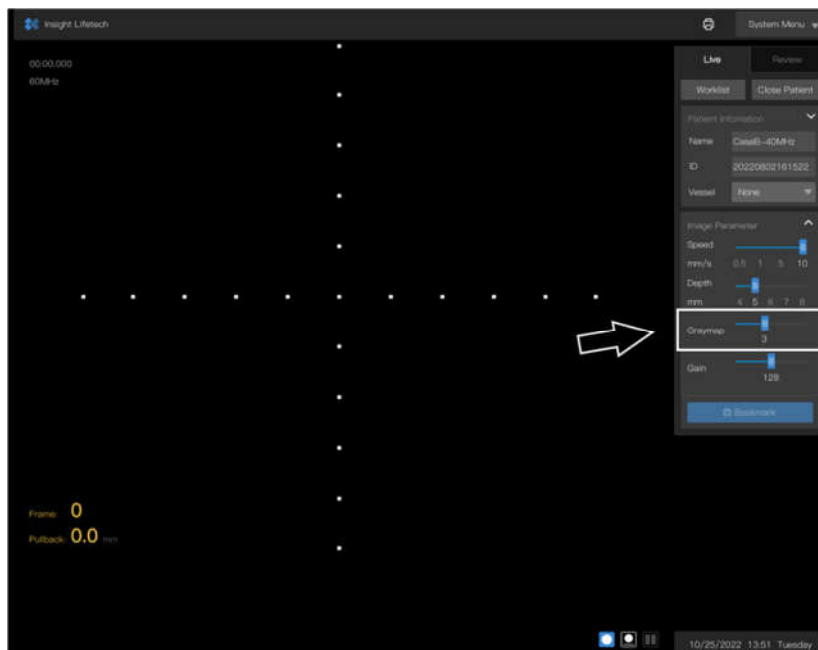 Insight Lifetech
System Menu
00:00.000
60MHz
Live
Review
Worklist
Close Patient
Patient Infomation
Name
CaseB-40MHz
ID
20220802161522
Vessel
None
Image Parameter
Speed
mm/s
0.5 1 5 10
Depth
mm
4 5 6 7 8
Graymap
3
Gain
128
Bookmark
Frame: 0
Pullback: 0.0 mm
10/25/2022 13:51 Tuesday